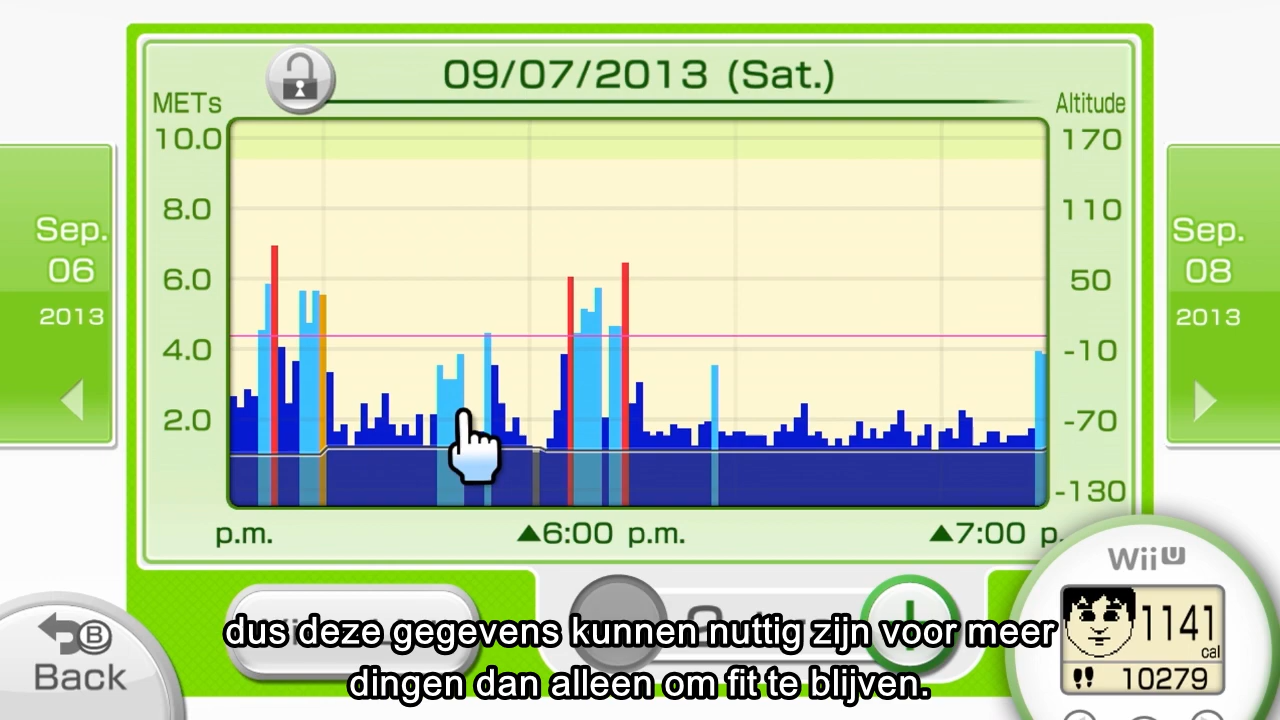 09/07/2013 (Sat.)
METs
Altitude
10.0
8.0
6.0
4.0
2.0
170
110
50
-10
-70
-130
p.m.
▲6:00 p.m.
▲7:00 p.
Sep.
06
2013
Sep.
08
2013
B
Back
Wii U
1141
cal
10279
dus deze gegevens kunnen nuttig zijn voor meer
dingen dan alleen om fit te blijven.